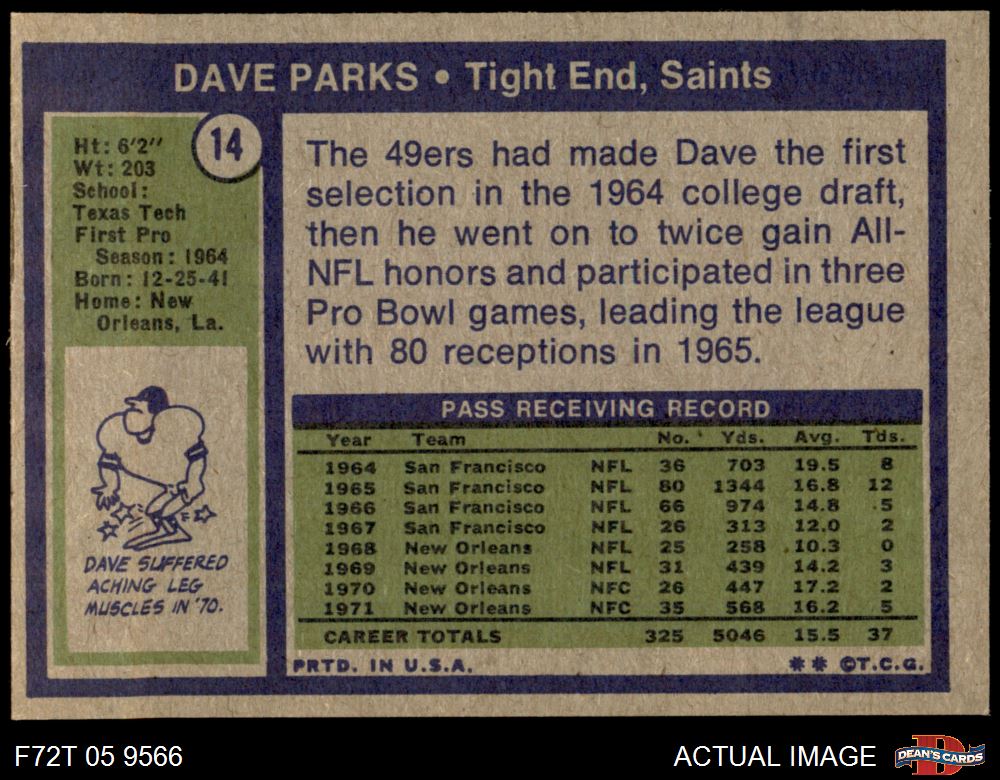 DAVE PARKS • Tight End, Saints
14
Ht: 6'2"
Wt: 203
School:
Texas Tech
First Pro
Season: 1964
Born: 12-25-41
Home: New
Orleans, La.
DAVE SUFFERED
ACHING LEG
MUSCLES IN '70.
The 49ers had made Dave the first
selection in the 1964 college draft,
then he went on to twice gain All-
NFL honors and participated in three
Pro Bowl games, leading the league
with 80 receptions in 1965.
PASS RECEIVING RECORD
Year Team No. Yds. Avg. Tds.
1964 San Francisco NFL 36 703 19.5 8
1965 San Francisco NFL 80 1344 16.8 12
1966 San Francisco NFL 66 974 14.8 5
1967 San Francisco NFL 26 313 12.0 2
1968 New Orleans NFL 25 258 10.3 0
1969 New Orleans NFL 31 439 14.2 3
1970 New Orleans NFC 26 447 17.2 2
1971 New Orleans NFC 35 568 16.2 5
CAREER TOTALS 325 5046 15.5 37
PRTD. IN U.S.A. ** ©T.C.G.
F72T 05 9566 ACTUAL IMAGE D DEAN'S CARDS